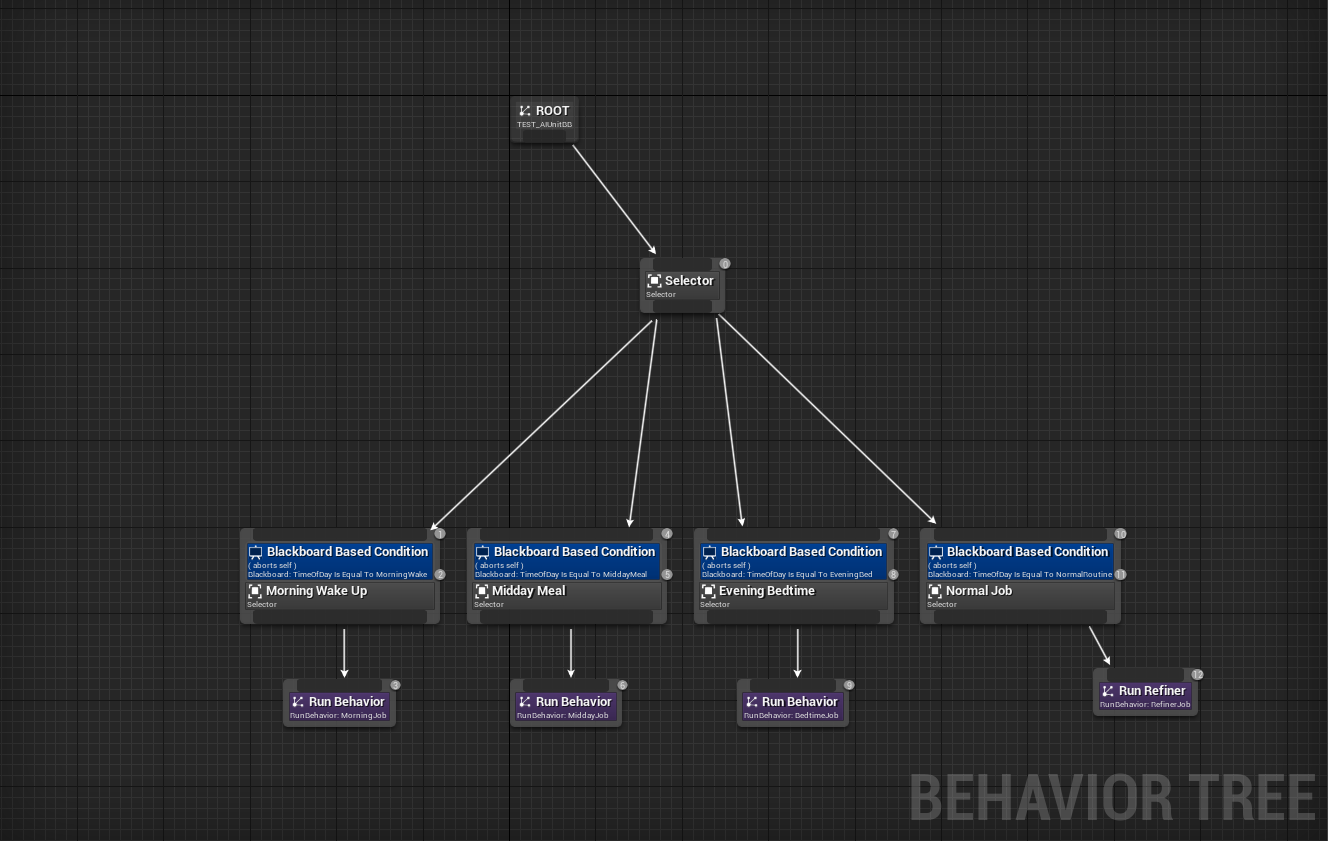 ROOT
TEST_AIUnitBB
0
Selector
Selector
1
Blackboard Based Condition
( aborts self )
Blackboard: TimeOfDay Is Equal To MorningWake
2
Morning Wake Up
Selector
4
Blackboard Based Condition
( aborts self )
Blackboard: TimeOfDay Is Equal To MiddayMeal
5
Midday Meal
Selector
7
Blackboard Based Condition
( aborts self )
Blackboard: TimeOfDay Is Equal To EveningBed
8
Evening Bedtime
Selector
10
Blackboard Based Condition
( aborts self )
Blackboard: TimeOfDay Is Equal To NormalRoutine
11
Normal Job
Selector
3
Run Behavior
RunBehavior: MorningJob
6
Run Behavior
RunBehavior: MiddayJob
9
Run Behavior
RunBehavior: BedtimeJob
12
Run Refiner
RunBehavior: RefinerJob
BEHAVIOR TREE